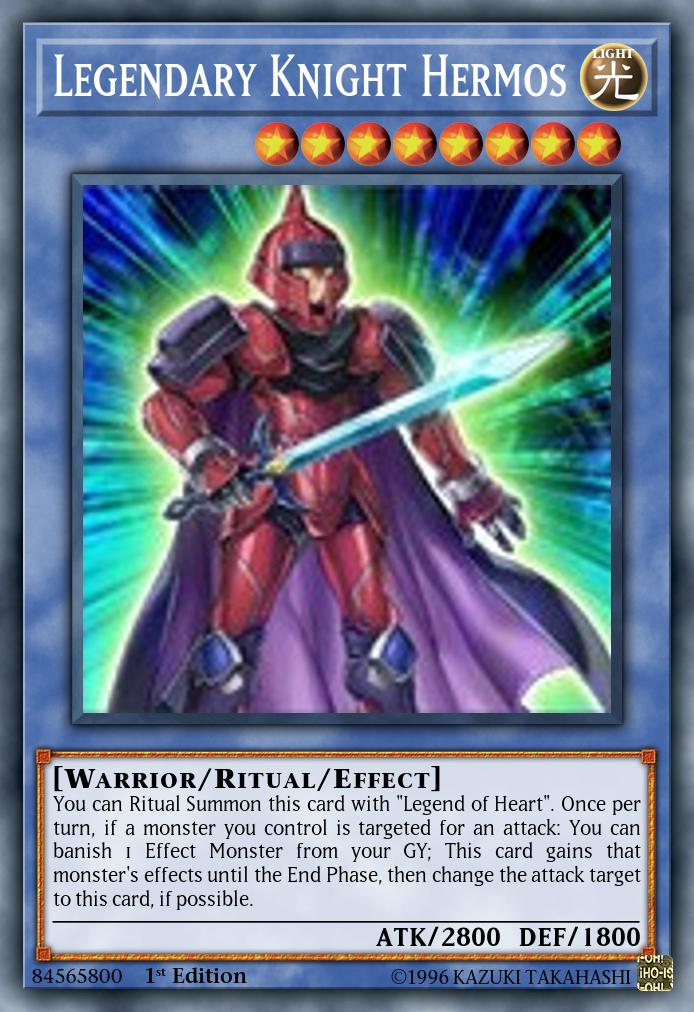 Legendary Knight Hermos
LIGHT
光
[Warrior/Ritual/Effect]
You can Ritual Summon this card with "Legend of Heart". Once per
turn, if a monster you control is targeted for an attack: You can
banish 1 Effect Monster from your GY; This card gains that
monster's effects until the End Phase, then change the attack target
to this card, if possible.
ATK/2800 DEF/1800
84565800 1st Edition ©1996 KAZUKI TAKAHASHI